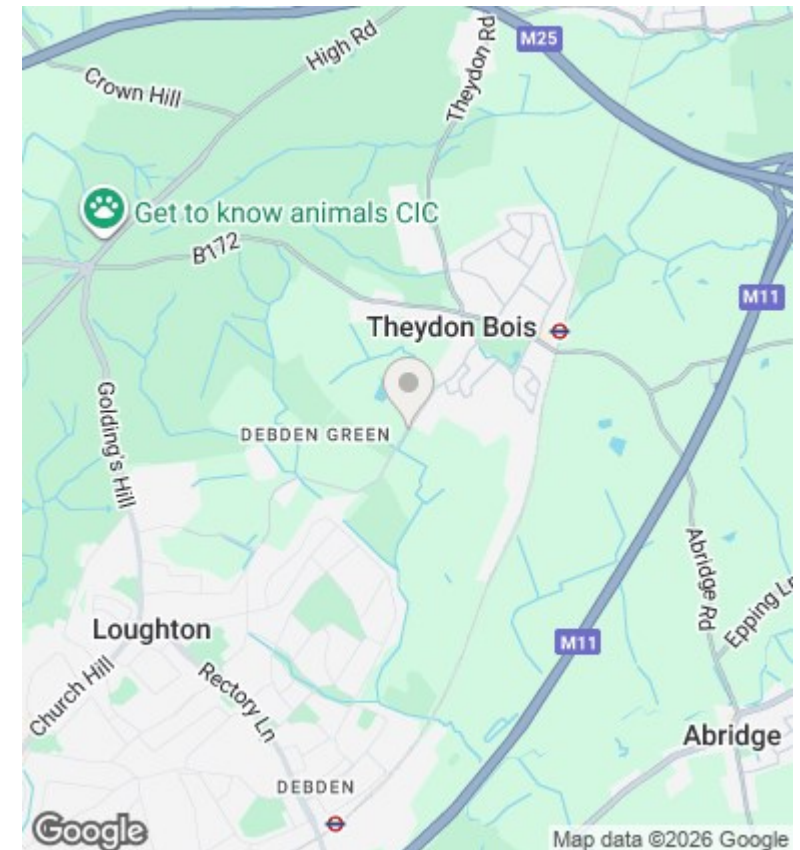 M25
High Rd
Theydon Rd
Crown Hill
Get to know animals CIC
B172
M11
Theydon Bois
DEBDEN GREEN
Golding's Hill
Abridge Rd
Epping Ln
Loughton
M11
Church Hill
Rectory Ln
Abridge
DEBDEN
Google
Map data ©2026 Google